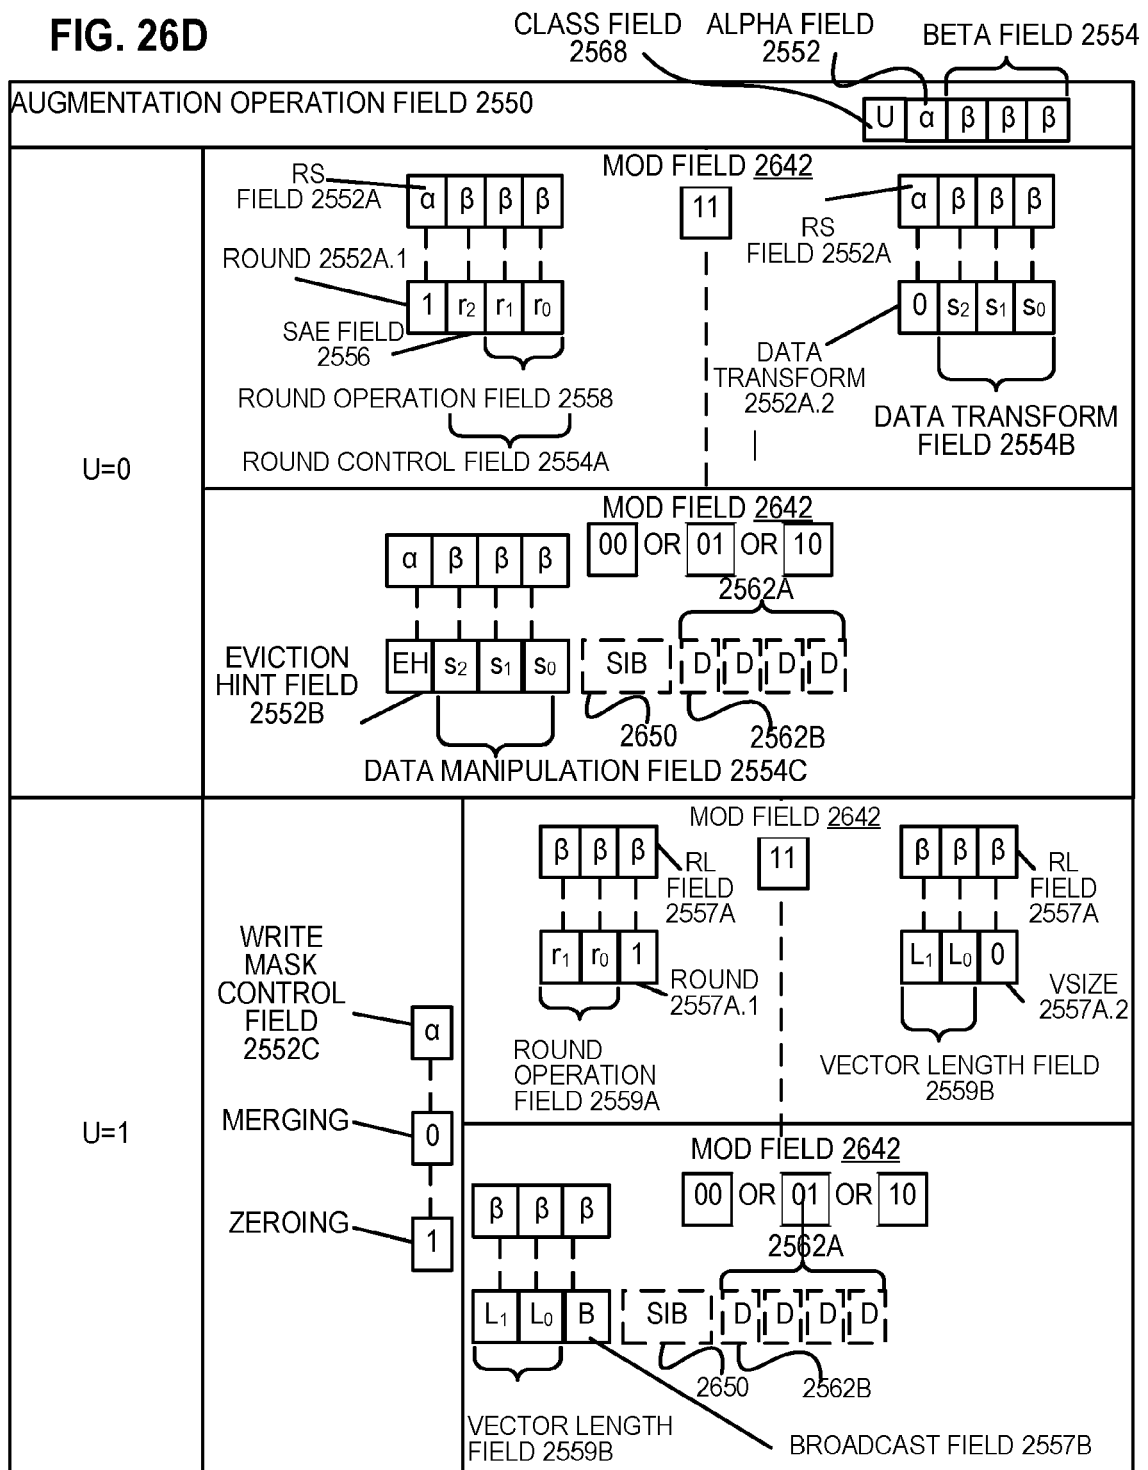 FIG. 26D
CLASS FIELD
2568
ALPHA FIELD
2552
BETA FIELD 2554
AUGMENTATION OPERATION FIELD 2550
U α β β β
U=0
MOD FIELD 2642
11
RS
FIELD 2552A
α β β β
ROUND 2552A.1
1 r2 r1 r0
SAE FIELD
2556
ROUND OPERATION FIELD 2558
ROUND CONTROL FIELD 2554A
α β β β
RS
FIELD 2552A
0 s2 s1 s0
DATA
TRANSFORM
2552A.2
DATA TRANSFORM
FIELD 2554B
MOD FIELD 2642
00 OR 01 OR 10
α β β β
2562A
EVICTION
HINT FIELD
2552B
EH s2 s1 s0 SIB D D D D
2650
2562B
DATA MANIPULATION FIELD 2554C
U=1
WRITE
MASK
CONTROL
FIELD
2552C
α
MERGING
0
ZEROING
1
MOD FIELD 2642
11
β β β
RL
FIELD
2557A
r1 r0 1
ROUND
2557A.1
ROUND
OPERATION
FIELD 2559A
β β β
RL
FIELD
2557A
L1 L0 0
VSIZE
2557A.2
VECTOR LENGTH FIELD
2559B
MOD FIELD 2642
00 OR 01 OR 10
β β β
2562A
L1 L0 B SIB D D D D
2650
2562B
VECTOR LENGTH
FIELD 2559B
BROADCAST FIELD 2557B